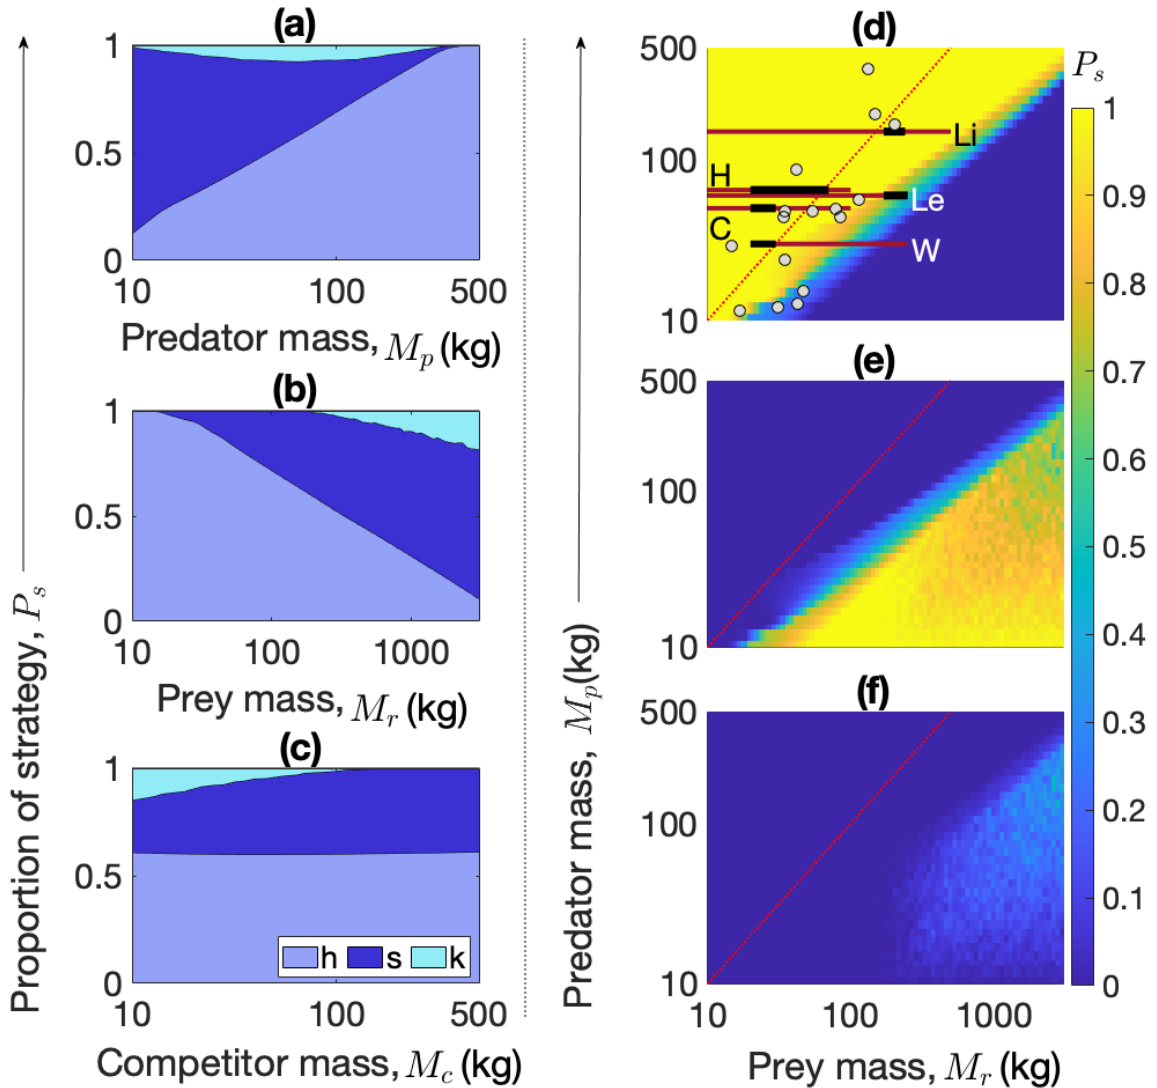 (a)
1
0.5
0
10 100 500
Predator mass, M_p (kg)
(b)
1
0.5
0
10 100 1000
Prey mass, M_r (kg)
(c)
1
0.5
0
h s k
10 100 500
Competitor mass, M_c (kg)
Proportion of strategy, P_s
(d)
500
100
10
Li
H
Le
C
W
(e)
500
100
10
(f)
500
100
10
10 100 1000
Prey mass, M_r (kg)
Predator mass, M_p(kg)
P_s
1
0.9
0.8
0.7
0.6
0.5
0.4
0.3
0.2
0.1
0